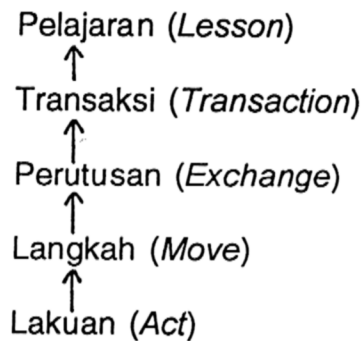 Pelajaran (Lesson)
Transaksi (Transaction)
Perutusan (Exchange)
Langkah (Move)
Lakuan (Act)